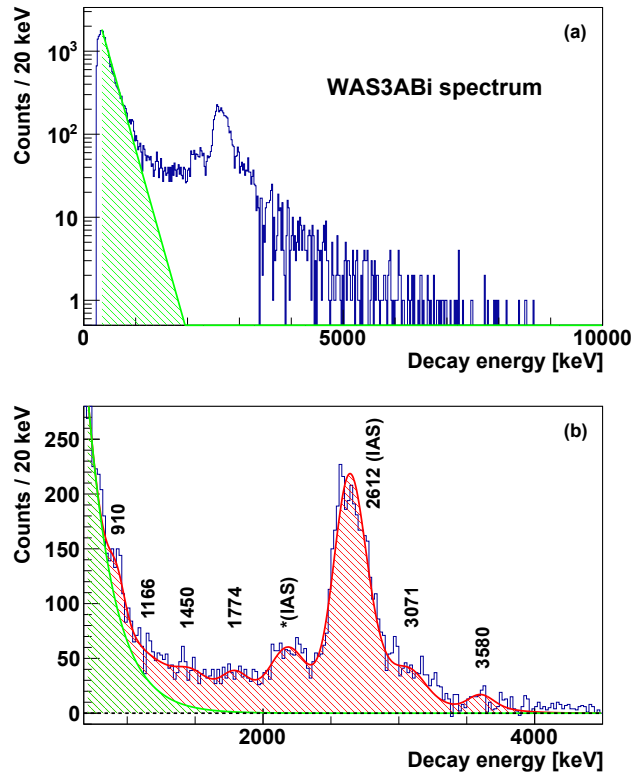 (a)
WAS3ABi spectrum
Counts / 20 keV
10³
10²
10
1
0
5000
10000
Decay energy [keV]
(b)
Counts / 20 keV
250
200
150
100
50
0
910
1166
1450
1774
*(IAS)
2612 (IAS)
3071
3580
2000
4000
Decay energy [keV]